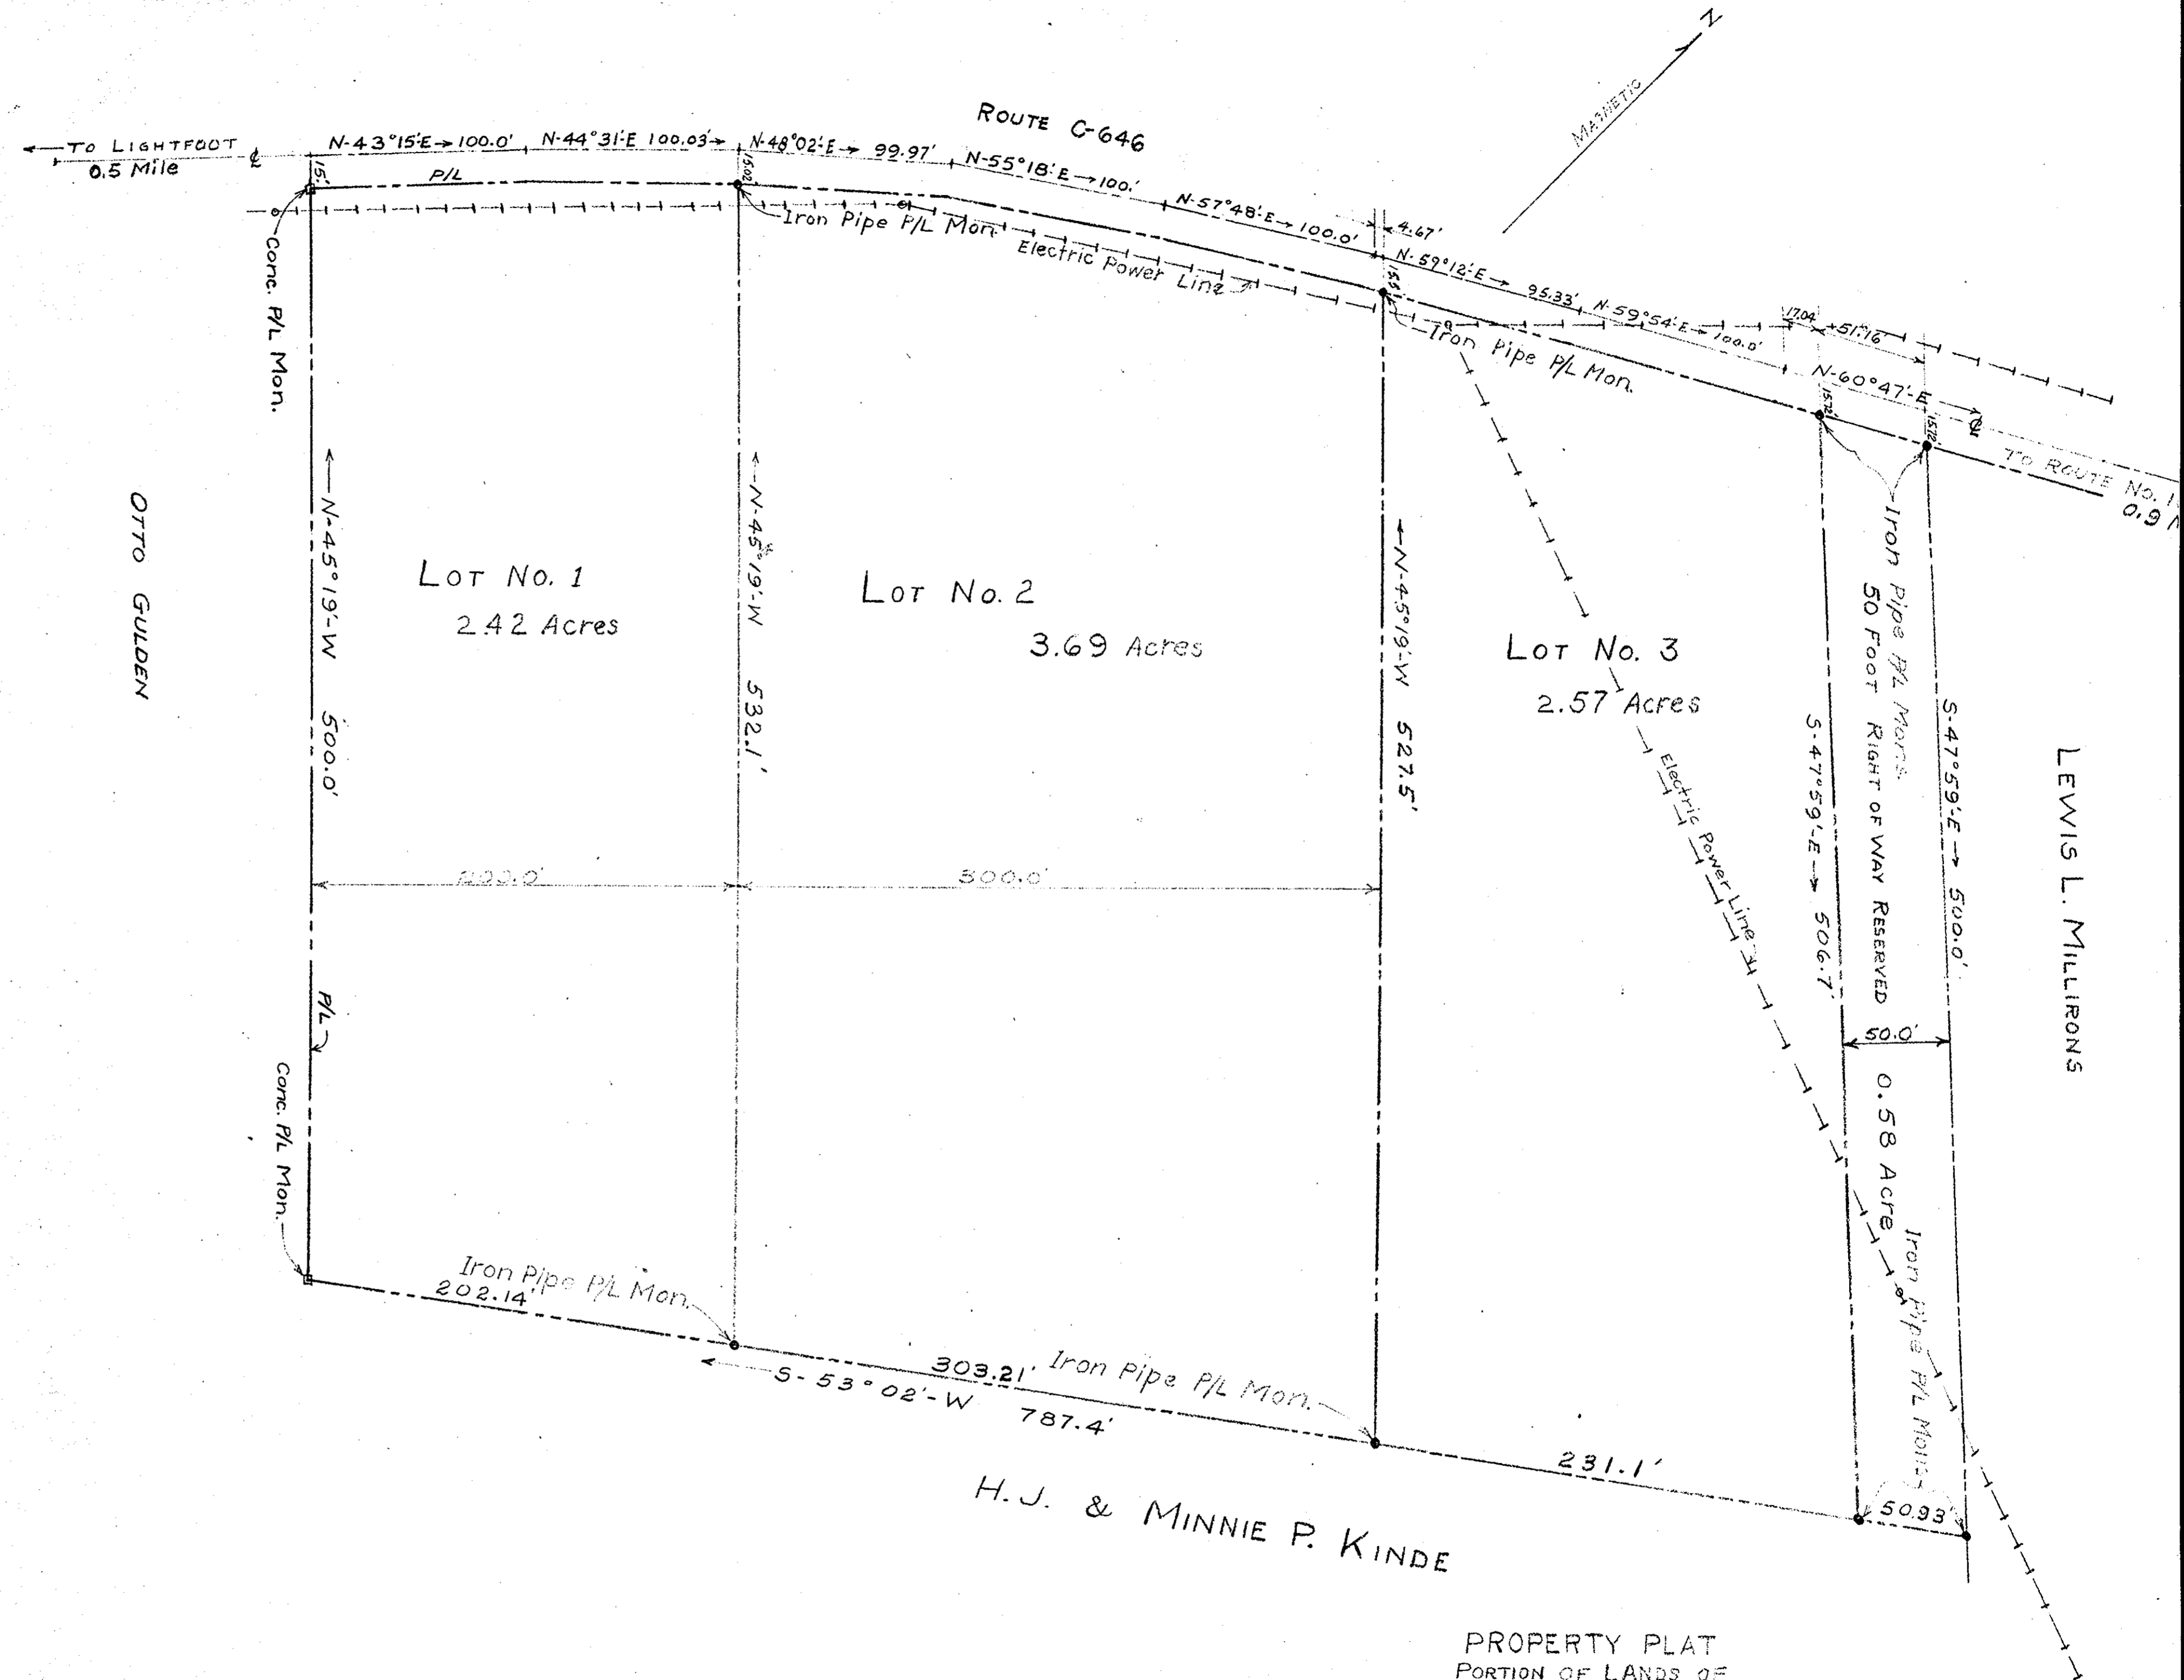 N
MAGNETIC
ROUTE C-646
TO LIGHTFOOT
0.5 Mile
N-43°15'-E 100.0'
N-44°31'-E 100.03
N-48°02'-E 99.97'
N-55°18'-E 100.'
N-57°48'-E 100.0'
4.67'
N-59°12'-E 95.33'
N-59°54'-E 100.0'
17.04
51.16'
N-60°47'-E
TO ROUTE NO.
0.9
15.'
15.02'
15.5'
15.72'
15.72'
P/L
Conc. P/L Mon.
Iron Pipe P/L Mon.
Electric Power Line
Iron Pipe P/L Mon.
OTTO GULDEN
N-45°19'-W 500.0'
LOT NO. 1
2.42 Acres
N-45°19'-W 532.1'
LOT NO. 2
3.69 Acres
N-45°19'-W 527.5'
LOT NO. 3
2.57 Acres
Electric Power Line
S-47°59'-E 506.7'
Iron Pipe P/L Mons.
50 FOOT RIGHT OF WAY RESERVED
0.58 Acre
S-47°59'-E 500.0'
LEWIS L. MILLIRONS
200.0'
300.0'
50.0'
P/L
Conc. P/L Mon.
Iron Pipe P/L Mon.
202.14'
303.21'
Iron Pipe P/L Mon.
S-53°02'-W 787.4'
231.1'
Iron Pipe P/L Mons.
50.93'
H.J. & MINNIE P. KINDE
PROPERTY PLAT
PORTION OF LANDS OF